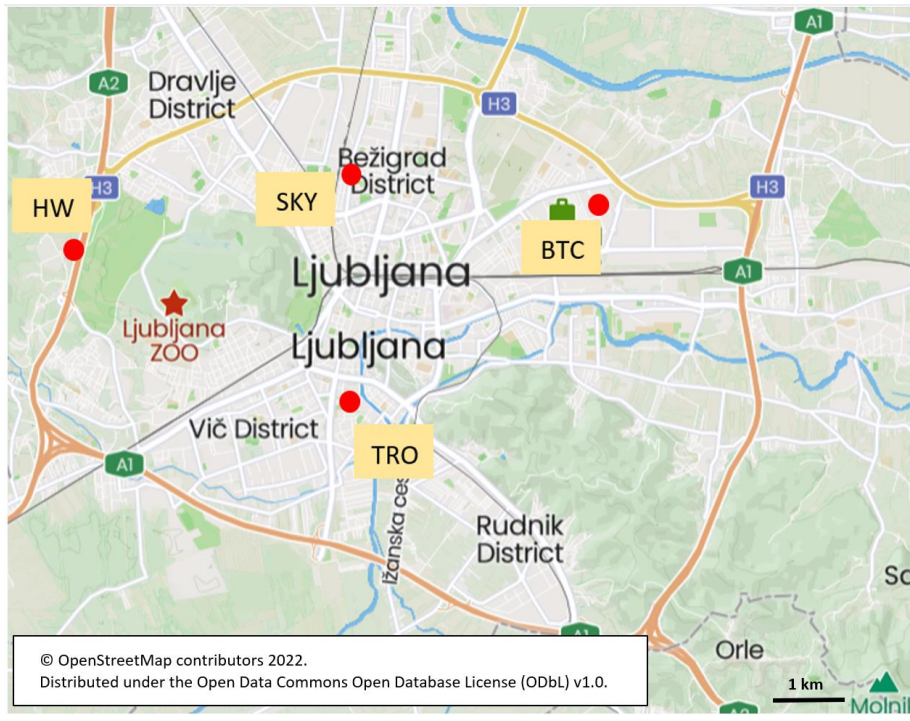 A1
A2
Dravlje
District
H3
Bežigrad
District
H3
H3
HW
SKY
BTC
Ljubljana
A1
Ljubljana
ZOO
Ljubljana
Vič District
TRO
A1
Ižanska ces
Rudnik
District
A1
Orle
© OpenStreetMap contributors 2022.
Distributed under the Open Data Commons Open Database License (ODbL) v1.0.
1 km
Molnik